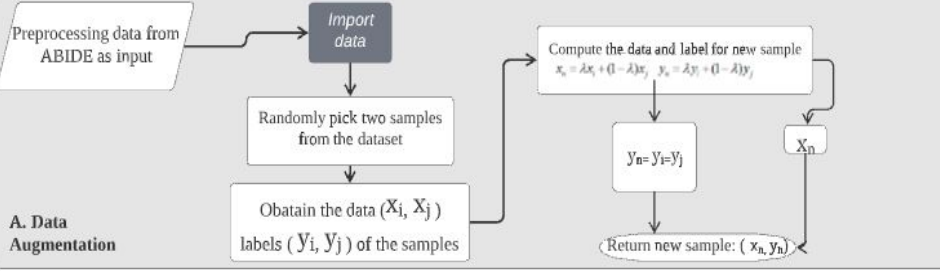 Preprocessing data from
ABIDE as input
Import
data
Randomly pick two samples
from the dataset
Obatain the data (xi, xj )
labels ( yi, yj ) of the samples
Compute the data and label for new sample
xn = λxi +(1-λ)xj   yn = λyi +(1-λ)yj
yn=yi=yj
xn
Return new sample: ( xn, yn)
A. Data
Augmentation